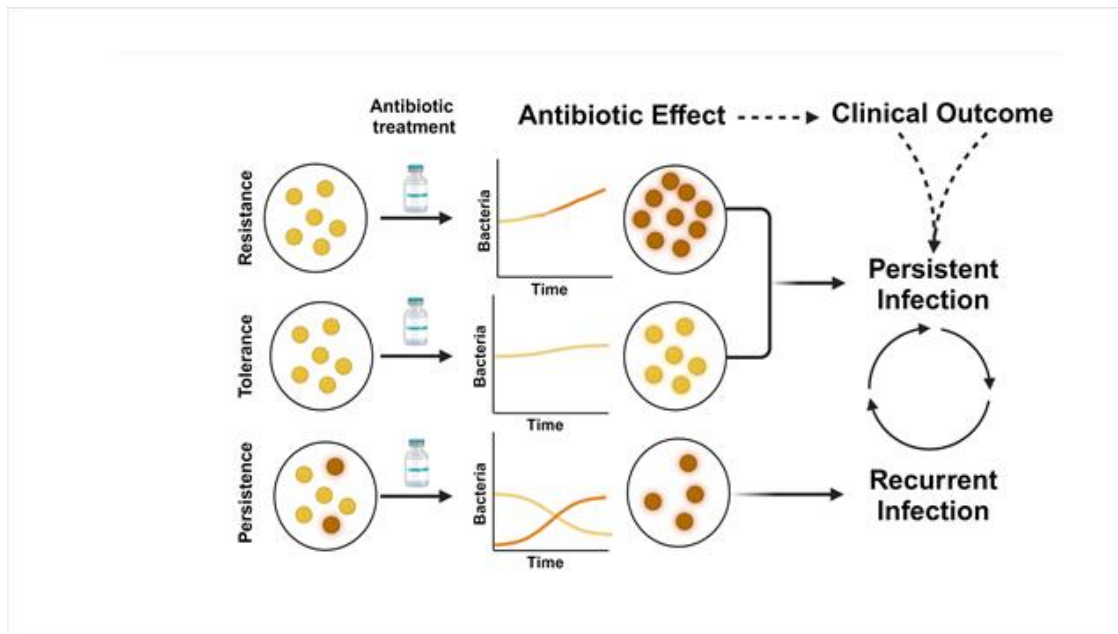 Antibiotic
treatment
Antibiotic Effect
Clinical Outcome
Resistance
Bacteria
Time
Persistent
Infection
Tolerance
Bacteria
Time
Persistence
Bacteria
Time
Recurrent
Infection